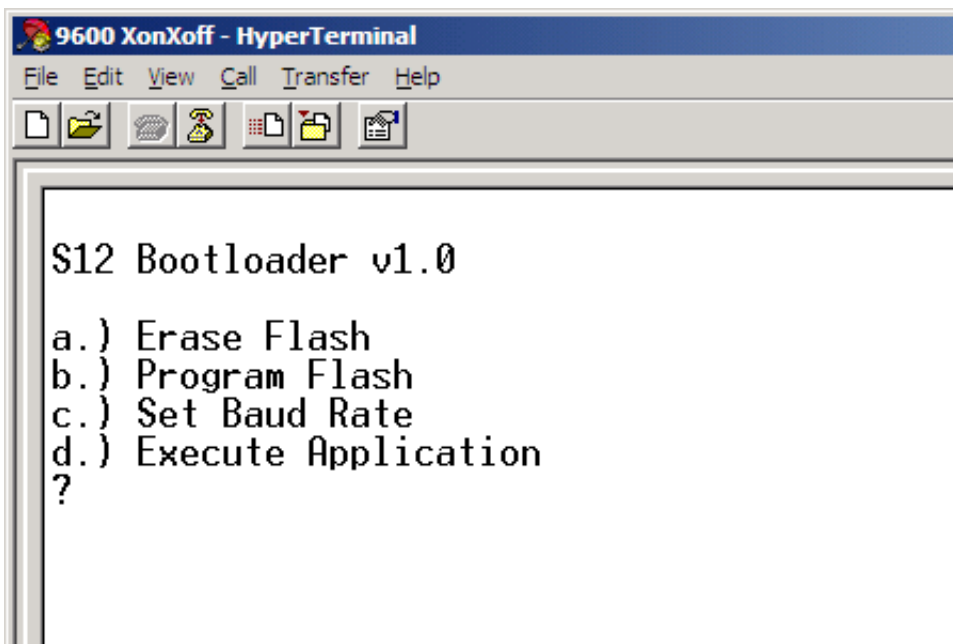 9600 XonXoff - HyperTerminal
File Edit View Call Transfer Help
S12 Bootloader v1.0
a.) Erase Flash
b.) Program Flash
c.) Set Baud Rate
d.) Execute Application
?